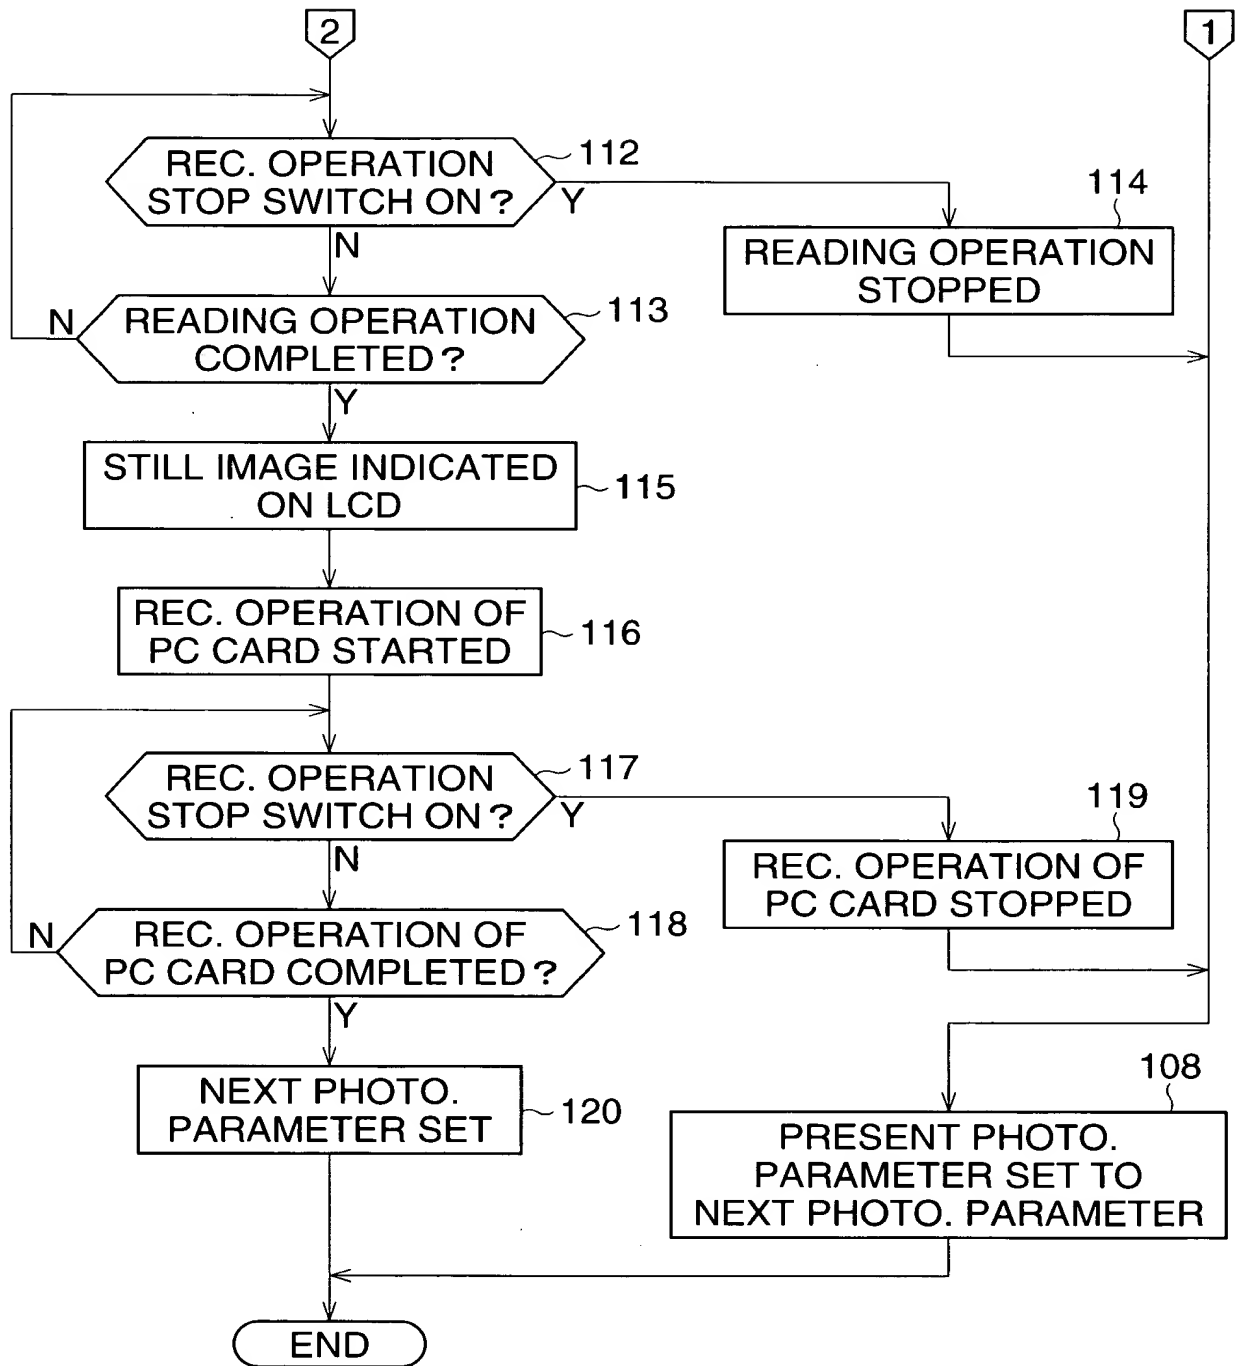 2
1
REC. OPERATION
STOP SWITCH ON?
112
Y
N
114
READING OPERATION
STOPPED
READING OPERATION
COMPLETED?
113
N
Y
STILL IMAGE INDICATED
ON LCD
115
REC. OPERATION OF
PC CARD STARTED
116
REC. OPERATION
STOP SWITCH ON?
117
Y
N
119
REC. OPERATION OF
PC CARD STOPPED
REC. OPERATION OF
PC CARD COMPLETED?
118
N
Y
NEXT PHOTO.
PARAMETER SET
120
108
PRESENT PHOTO.
PARAMETER SET TO
NEXT PHOTO. PARAMETER
END